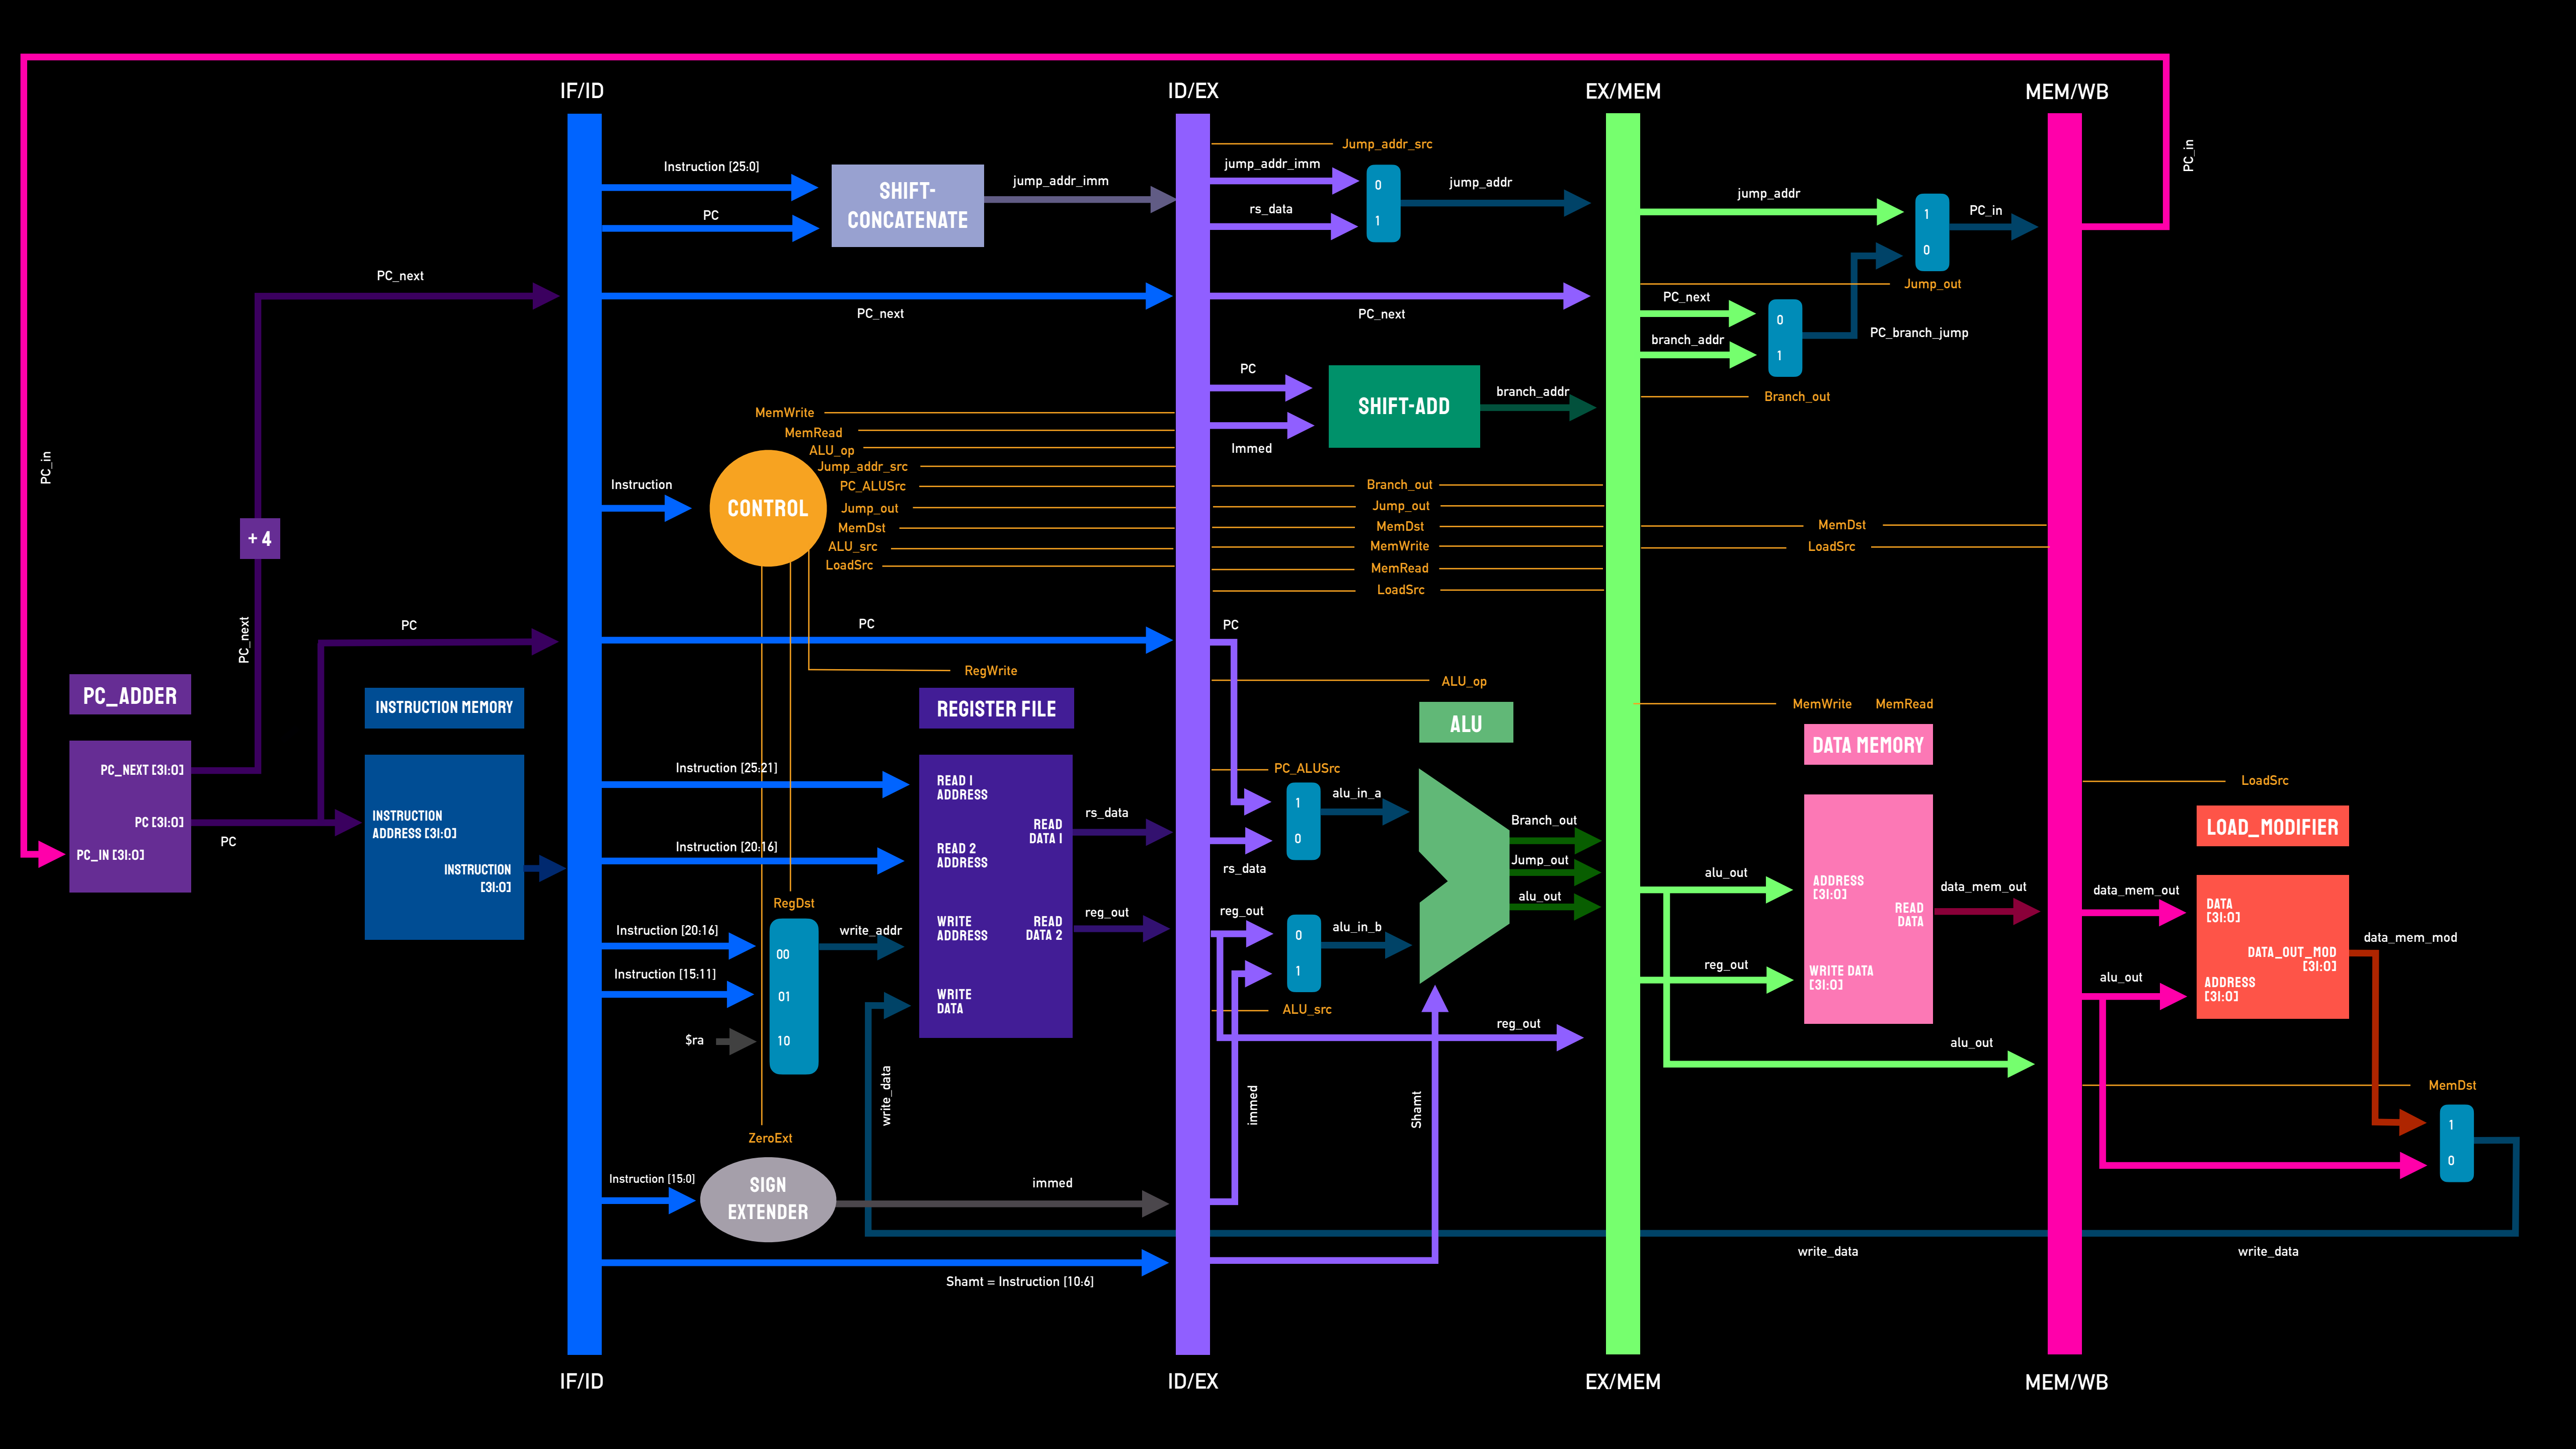 IF/ID
ID/EX
EX/MEM
MEM/WB
PC_in
PC_in
PC_next
+ 4
PC_next
PC
PC_ADDER
PC_NEXT [31:0]
PC [31:0]
PC_IN [31:0]
PC
INSTRUCTION MEMORY
INSTRUCTION
ADDRESS [31:0]
INSTRUCTION
[31:0]
Instruction [25:0]
PC
SHIFT-
CONCATENATE
jump_addr_imm
PC_next
MemWrite
MemRead
ALU_op
Jump_addr_src
PC_ALUSrc
Jump_out
MemDst
ALU_src
LoadSrc
Instruction
CONTROL
PC
RegWrite
REGISTER FILE
Instruction [25:21]
READ 1
ADDRESS
READ
DATA 1
rs_data
Instruction [20:16]
READ 2
ADDRESS
RegDst
Instruction [20:16]
00
write_addr
WRITE
ADDRESS
READ
DATA 2
reg_out
Instruction [15:11]
01
WRITE
DATA
$ra
10
write_data
ZeroExt
Instruction [15:0]
SIGN
EXTENDER
immed
Shamt = Instruction [10:6]
Jump_addr_src
jump_addr_imm
0
rs_data
1
jump_addr
PC_next
PC
Immed
SHIFT-ADD
branch_addr
Branch_out
Jump_out
MemDst
MemWrite
MemRead
LoadSrc
PC
ALU_op
ALU
PC_ALUSrc
1
0
alu_in_a
rs_data
Branch_out
Jump_out
alu_out
reg_out
0
1
alu_in_b
ALU_src
reg_out
immed
Shamt
jump_addr
1
0
PC_in
Jump_out
PC_next
0
branch_addr
1
PC_branch_jump
Branch_out
MemDst
LoadSrc
MemWrite
MemRead
DATA MEMORY
alu_out
ADDRESS
[31:0]
READ
DATA
data_mem_out
reg_out
WRITE DATA
[31:0]
alu_out
LoadSrc
LOAD_MODIFIER
data_mem_out
DATA
[31:0]
DATA_OUT_MOD
[31:0]
data_mem_mod
alu_out
ADDRESS
[31:0]
MemDst
1
0
write_data
write_data
IF/ID
ID/EX
EX/MEM
MEM/WB